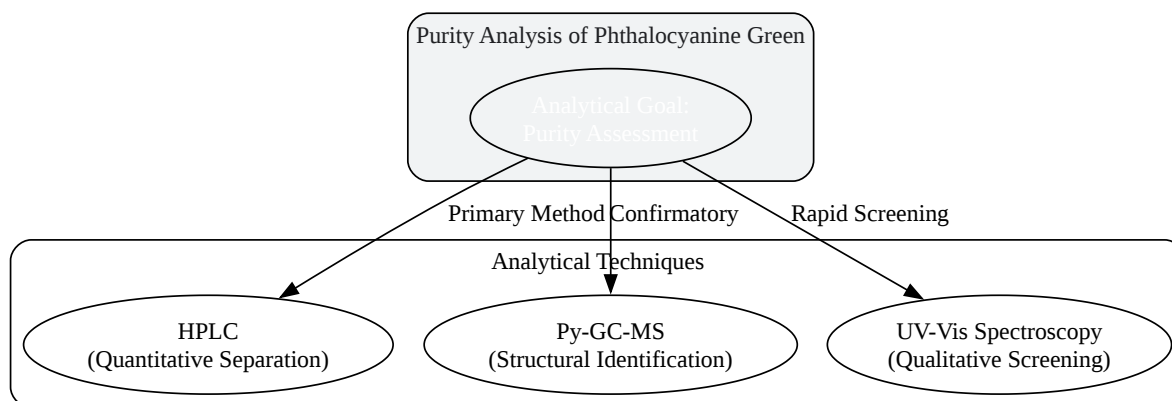 Purity Analysis of Phthalocyanine Green
Analytical Goal:
Purity Assessment
Primary Method
Confirmatory
Rapid Screening
Analytical Techniques
HPLC
(Quantitative Separation)
Py-GC-MS
(Structural Identification)
UV-Vis Spectroscopy
(Qualitative Screening)